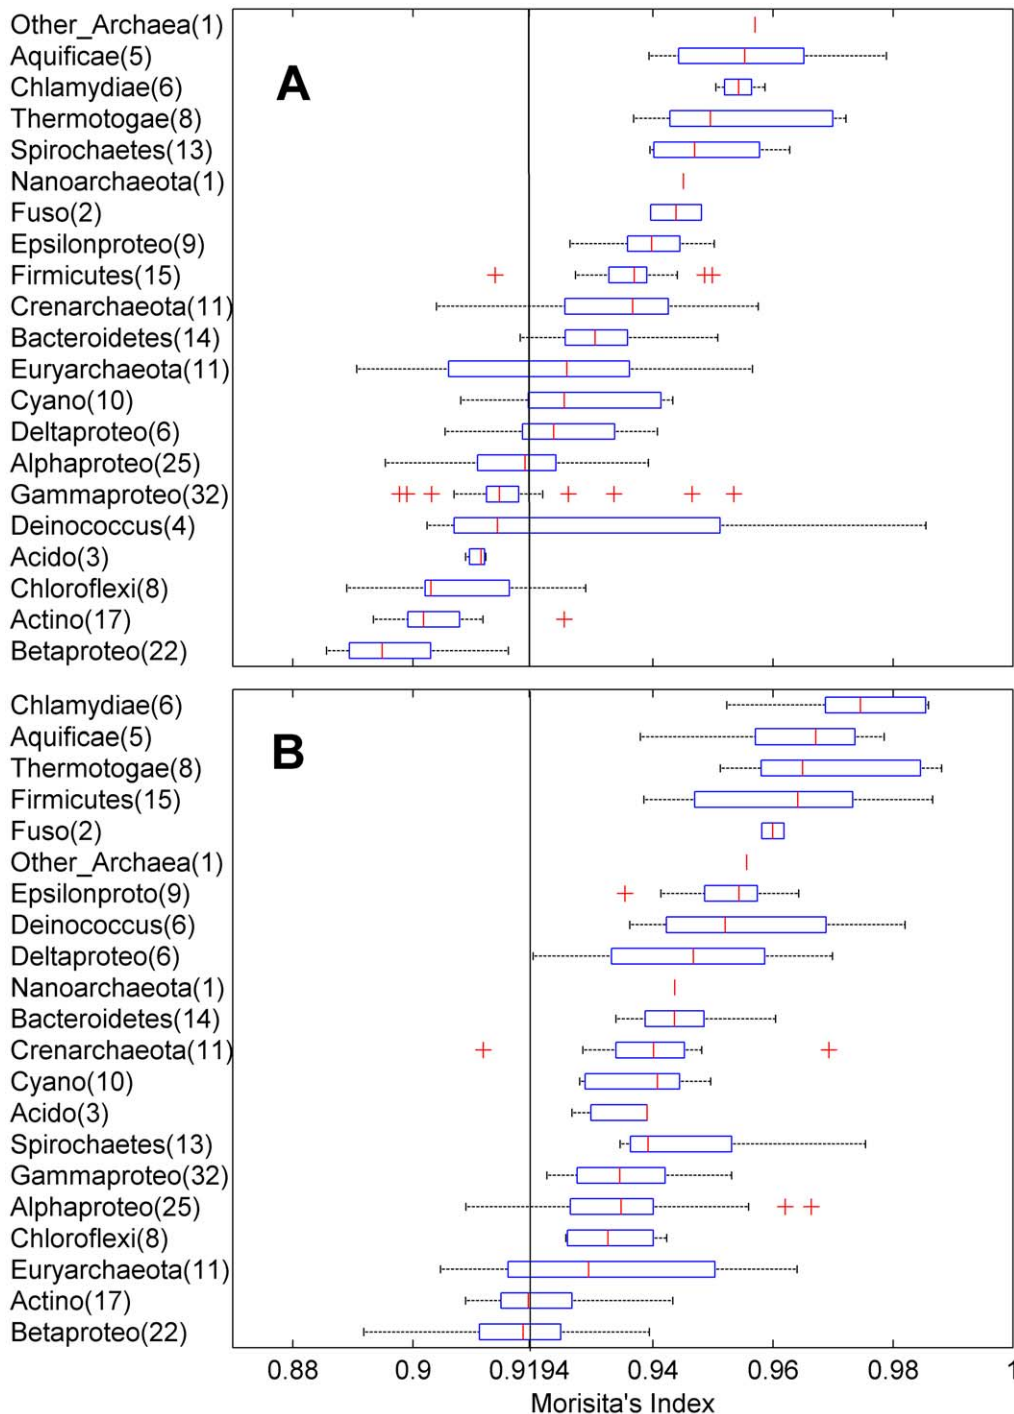 Other_Archaea(1)
Aquificae(5)
A
Chlamydiae(6)
Thermotogae(8)
Spirochaetes(13)
Nanoarchaeota(1)
Fuso(2)
Epsilonproteo(9)
Firmicutes(15)
Crenarchaeota(11)
Bacteroidetes(14)
Euryarchaeota(11)
Cyano(10)
Deltaproteo(6)
Alphaproteo(25)
Gammaproteo(32)
Deinococcus(4)
Acido(3)
Chloroflexi(8)
Actino(17)
Betaproteo(22)
Chlamydiae(6)
Aquificae(5)
B
Thermotogae(8)
Firmicutes(15)
Fuso(2)
Other_Archaea(1)
Epsilonproto(9)
Deinococcus(6)
Deltaproteo(6)
Nanoarchaeota(1)
Bacteroidetes(14)
Crenarchaeota(11)
Cyano(10)
Acido(3)
Spirochaetes(13)
Gammaproteo(32)
Alphaproteo(25)
Chloroflexi(8)
Euryarchaeota(11)
Actino(17)
Betaproteo(22)
0.88 0.9 0.9194 0.94 0.96 0.98 1
Morisita's Index